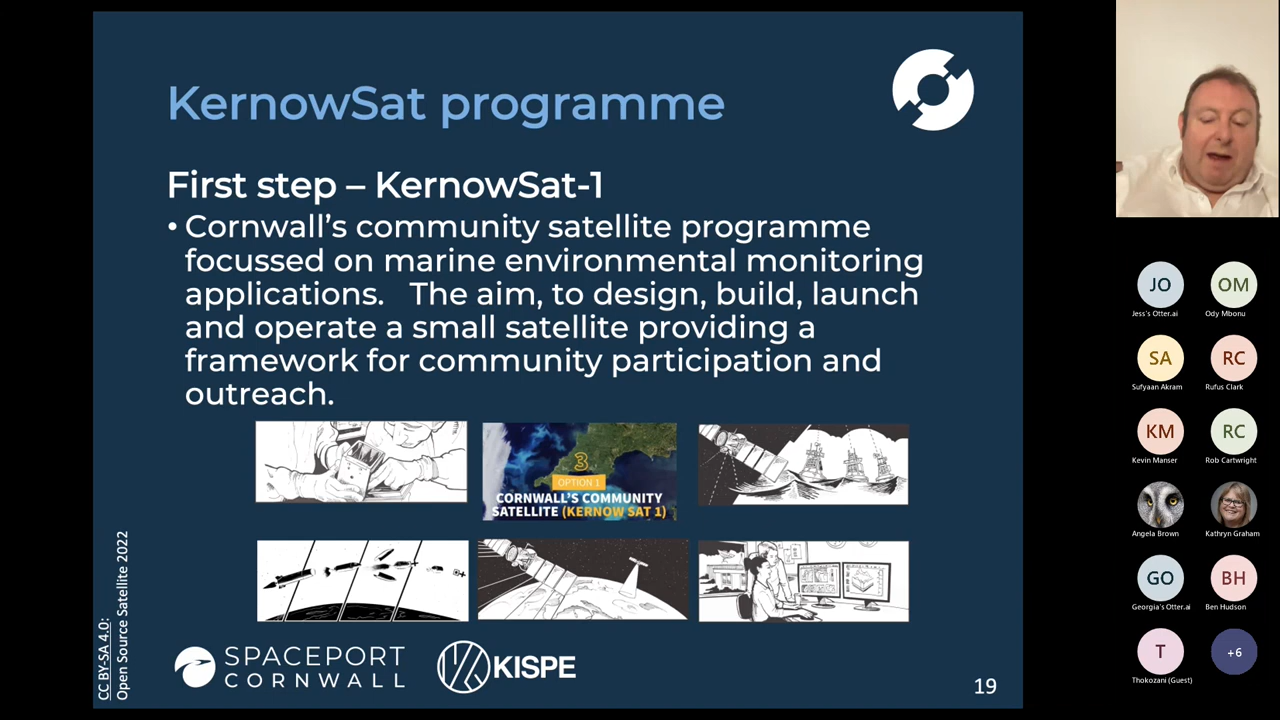 KernowSat programme
First step – KernowSat-1
• Cornwall’s community satellite programme
focussed on marine environmental monitoring
applications.   The aim, to design, build, launch
and operate a small satellite providing a
framework for community participation and
outreach.
3
OPTION 1
CORNWALL’S COMMUNITY
SATELLITE (KERNOW SAT 1)
CC BY-SA 4.0:
Open Source Satellite 2022
SPACEPORT
CORNWALL
KISPE
19
JO
Jess's Otter.ai
OM
Ody Mbonu
SA
Sufyaan Akram
RC
Rufus Clark
KM
Kevin Manser
RC
Rob Cartwright
Angela Brown
Kathryn Graham
GO
Georgia's Otter.ai
BH
Ben Hudson
T
Thokozani (Guest)
+6